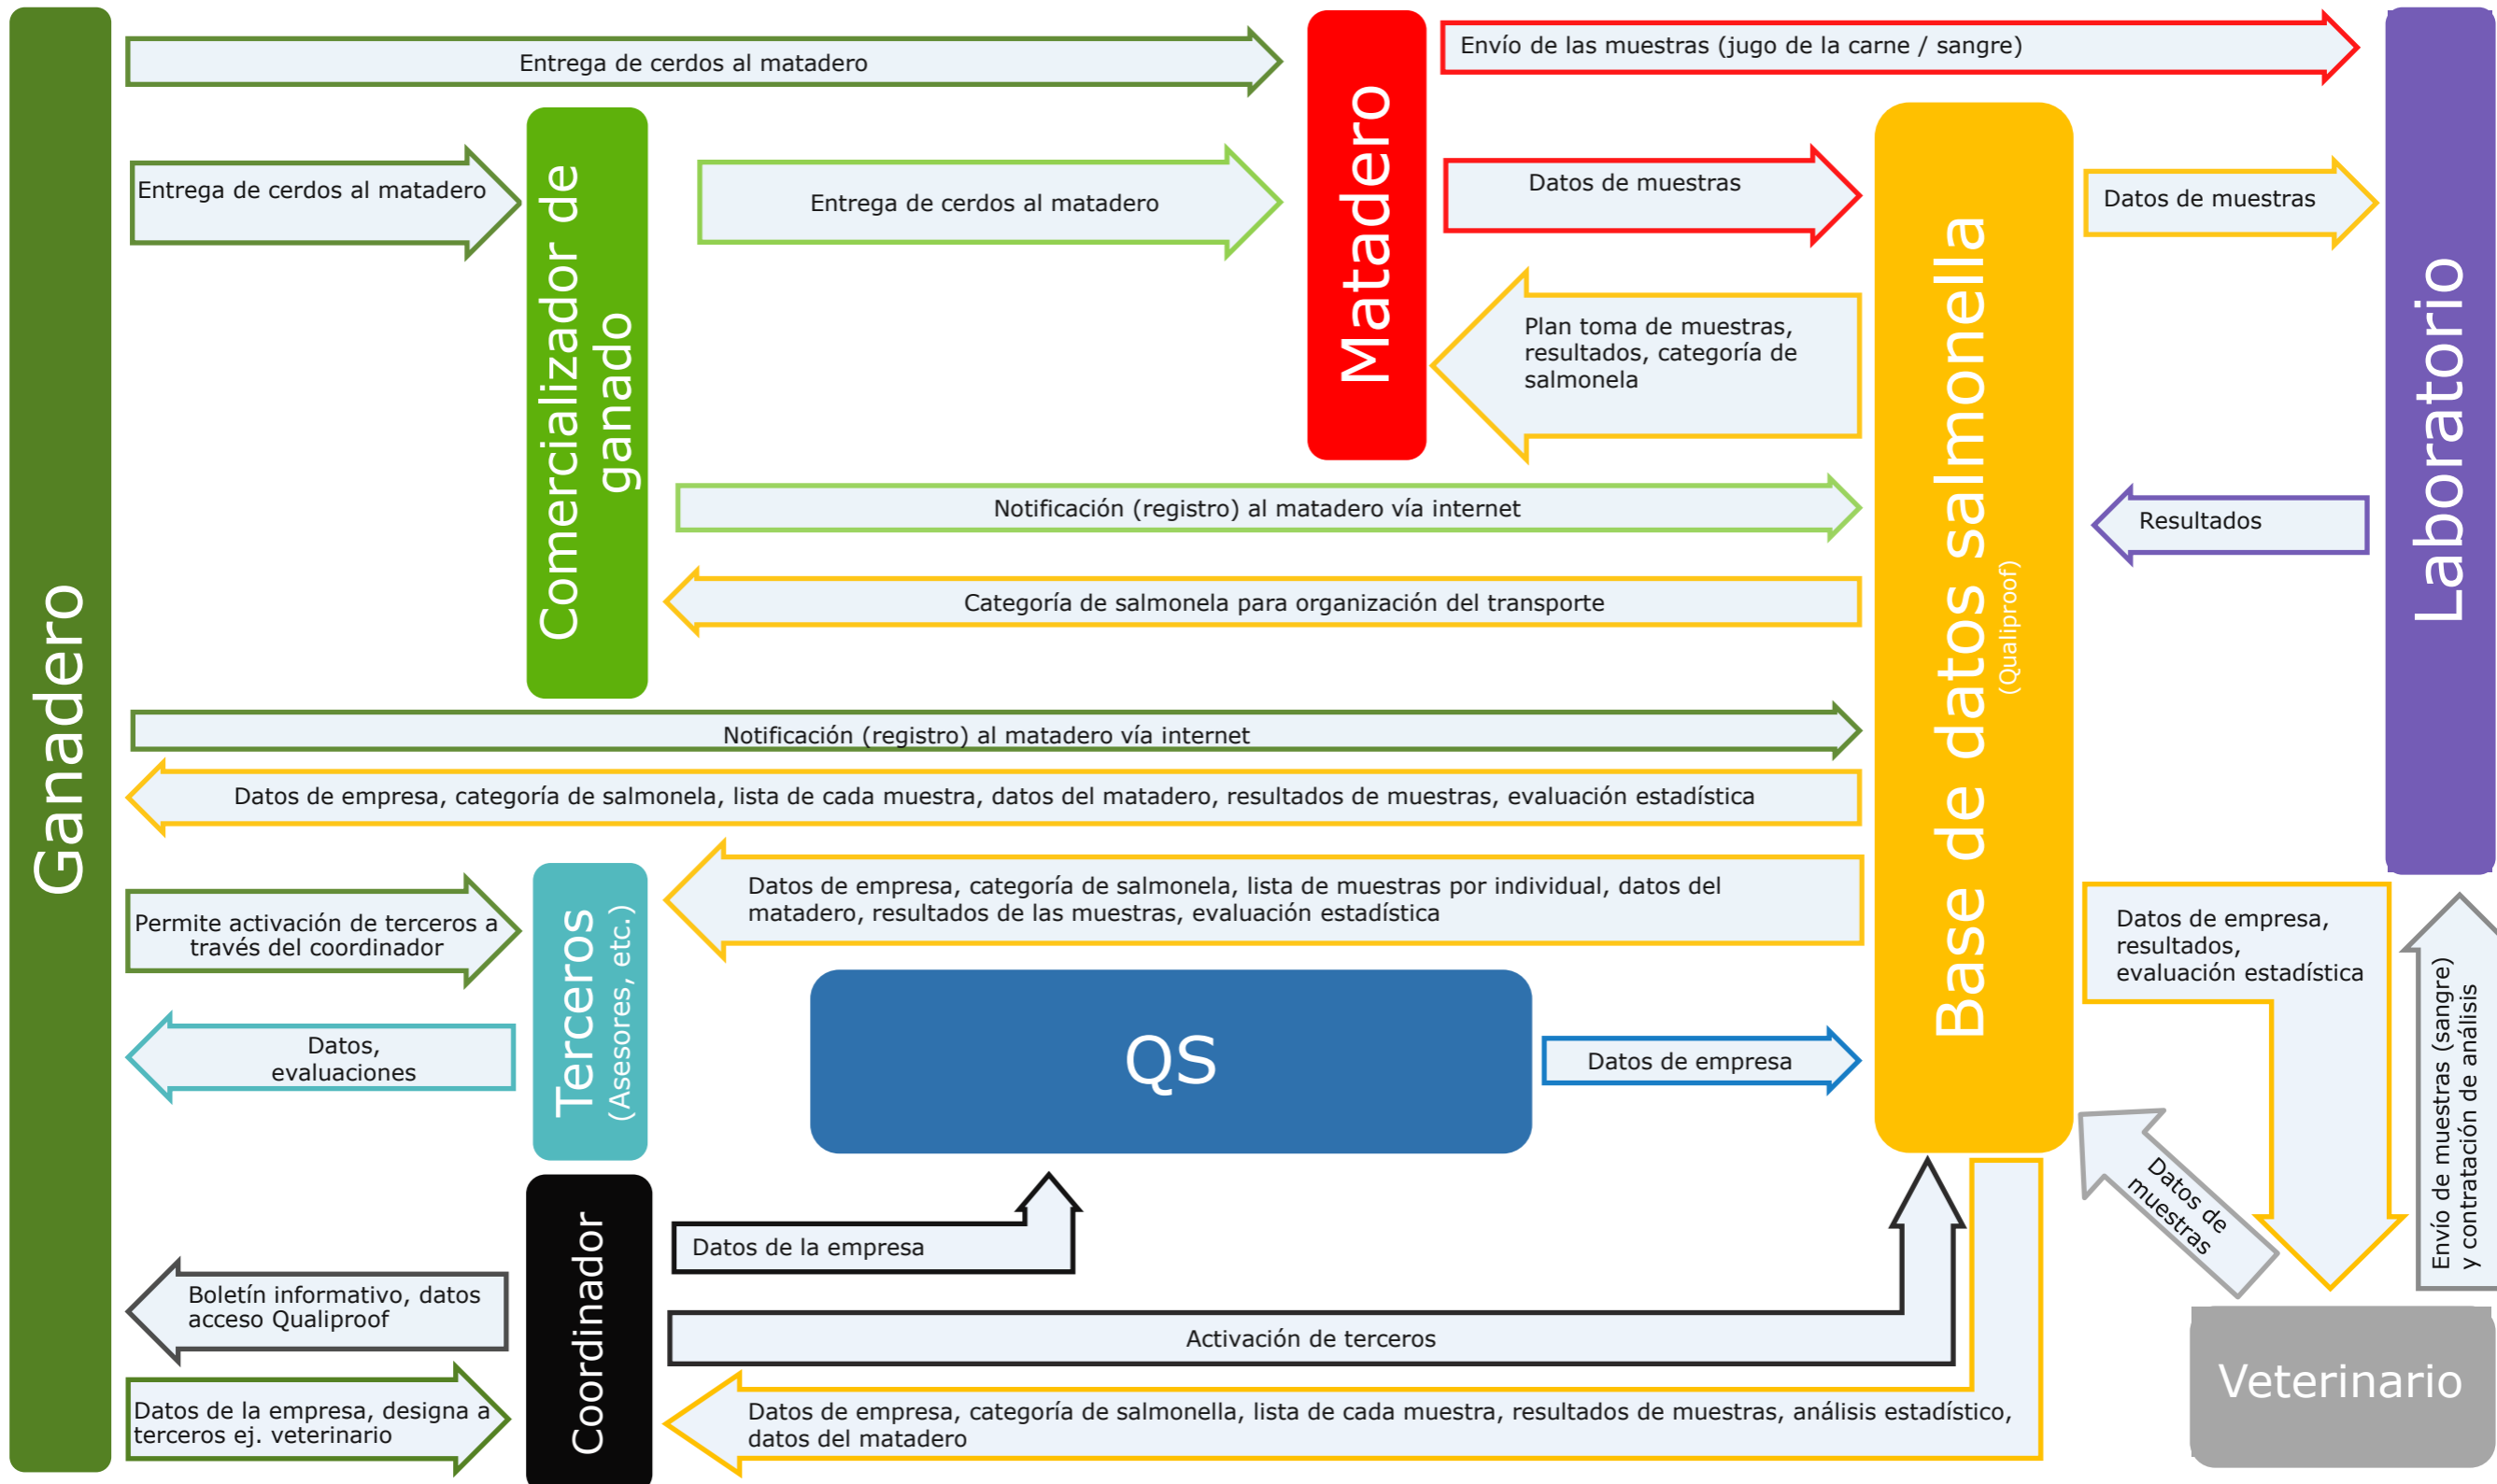 Entrega de cerdos al matadero
Envío de las muestras (jugo de la carne / sangre)
Ganadero
Comercializador de
ganado
Matadero
Base de datos salmonella
(Qualiproof)
Laboratorio
Entrega de cerdos al matadero
Entrega de cerdos al matadero
Datos de muestras
Datos de muestras
Plan toma de muestras,
resultados, categoría de
salmonela
Notificación (registro) al matadero vía internet
Resultados
Categoría de salmonela para organización del transporte
Notificación (registro) al matadero vía internet
Datos de empresa, categoría de salmonela, lista de cada muestra, datos del matadero, resultados de muestras, evaluación estadística
Terceros
(Asesores, etc.)
Permite activación de terceros a
través del coordinador
Datos de empresa, categoría de salmonela, lista de muestras por individual, datos del
matadero, resultados de las muestras, evaluación estadística
Datos de empresa,
resultados,
evaluación estadística
Envío de muestras (sangre)
y contratación de análisis
Datos,
evaluaciones
QS
Datos de empresa
Datos de
muestras
Coordinador
Datos de la empresa
Boletín informativo, datos
acceso Qualiproof
Activación de terceros
Veterinario
Datos de la empresa, designa a
terceros ej. veterinario
Datos de empresa, categoría de salmonella, lista de cada muestra, resultados de muestras, análisis estadístico,
datos del matadero